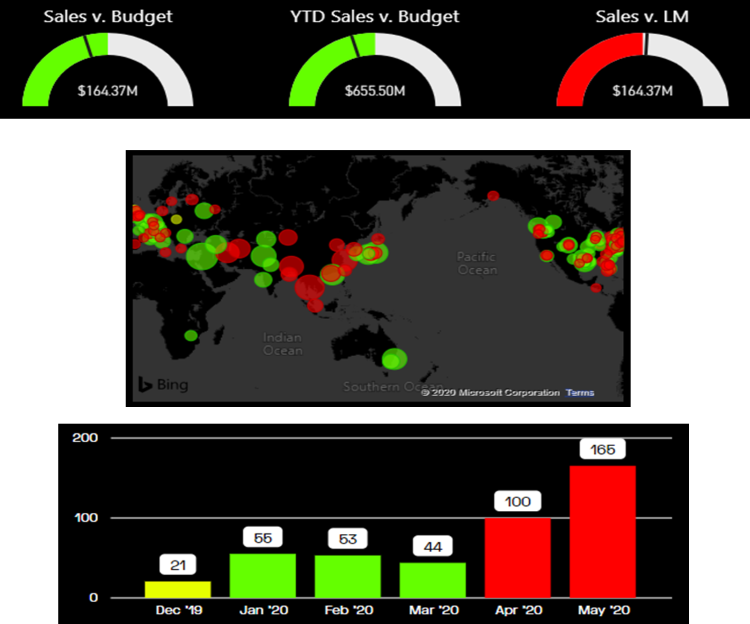 Sales v. Budget
YTD Sales v. Budget
Sales v. LM
$164.37M
$655.50M
$164.37M
Pacific
Ocean
Indian
Ocean
Bing
Southern Ocean
© 2020 Microsoft Corporation Terms
200
165
100
100
55
53
44
21
0
Dec '19 Jan '20 Feb '20 Mar '20 Apr '20 May '20